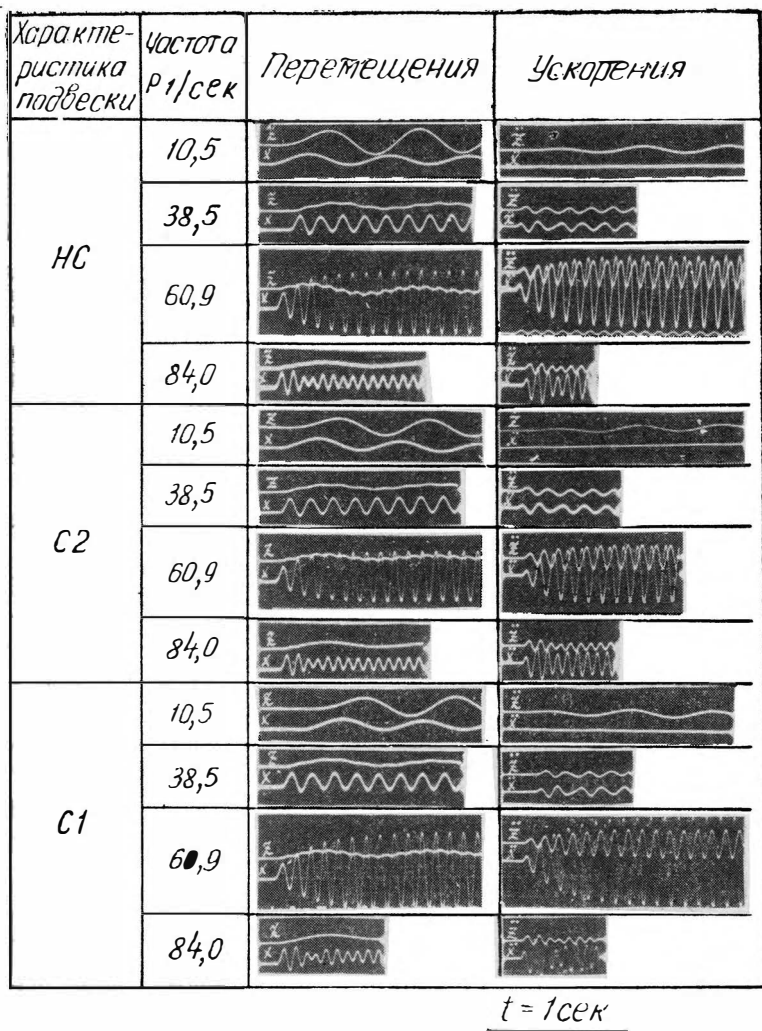 Характе-
ристика
подвески
Частота
P 1/сек
Перемещения
Ускорения
НС
10,5
z
x
z̈
ẍ
38,5
z
x
z̈
ẍ
60,9
z
x
z̈
ẍ
84,0
z
x
z̈
ẍ
С2
10,5
z
x
z̈
ẍ
38,5
z
x
z̈
ẍ
60,9
z
x
z̈
ẍ
84,0
z
x
z̈
ẍ
С1
10,5
z
x
z̈
ẍ
38,5
z
x
z̈
ẍ
60,9
z
x
z̈
ẍ
84,0
z
x
z̈
ẍ
t = 1сек